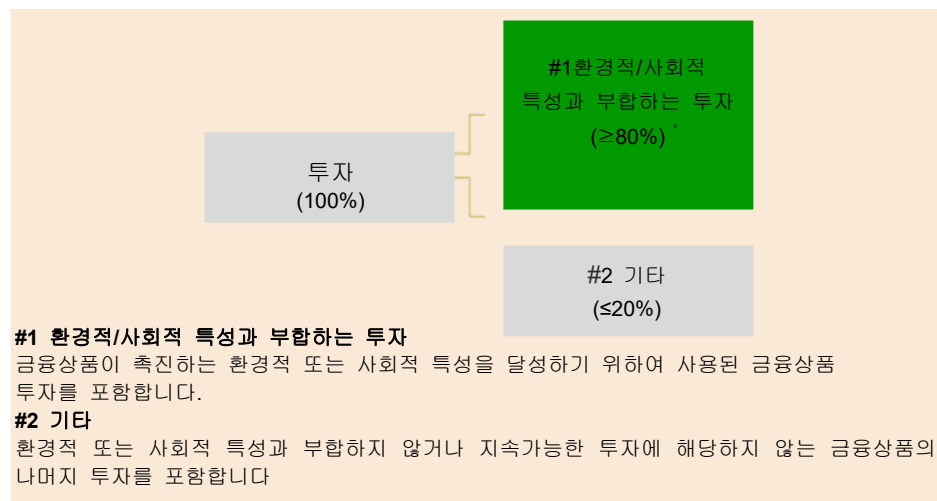 #1환경적/사회적
특성과 부합하는 투자
(≥80%) *
투자
(100%)
#2 기타
(≤20%)
#1 환경적/사회적 특성과 부합하는 투자
금융상품이 촉진하는 환경적 또는 사회적 특성을 달성하기 위하여 사용된 금융상품
투자를 포함합니다.
#2 기타
환경적 또는 사회적 특성과 부합하지 않거나 지속가능한 투자에 해당하지 않는 금융상품의
나머지 투자를 포함합니다